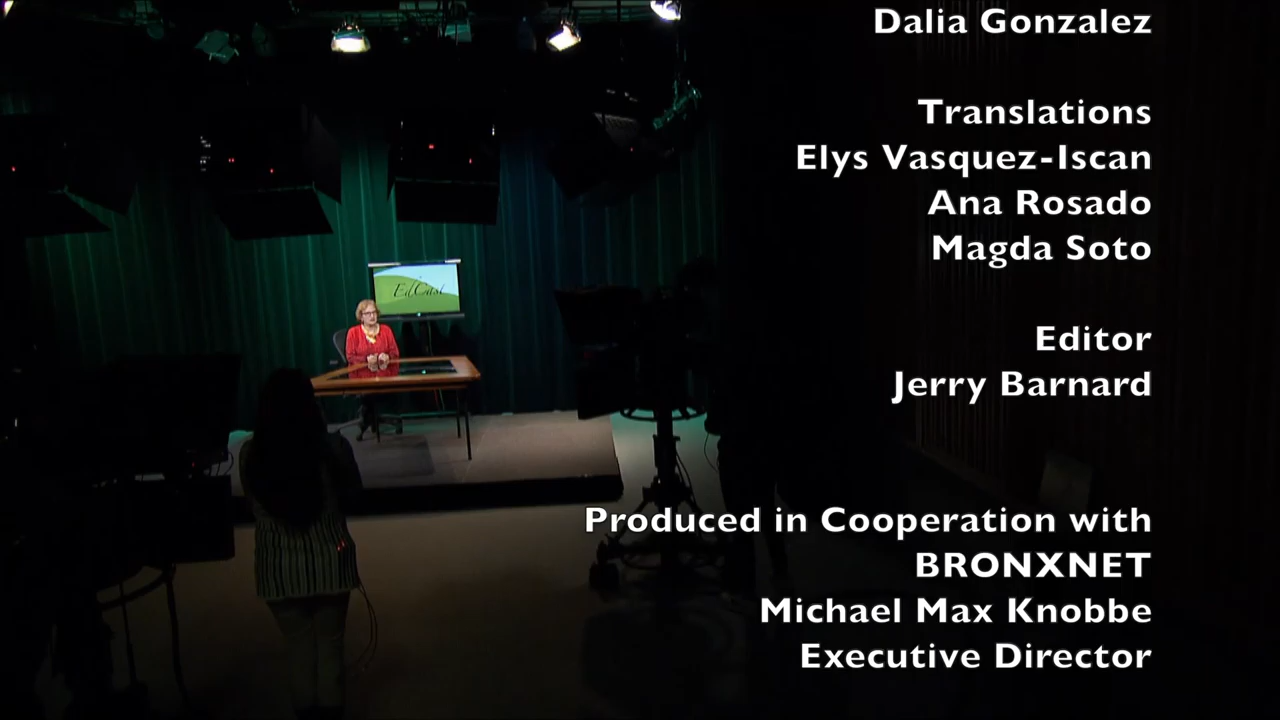 EdCast
Dalia Gonzalez
Translations
Elys Vasquez-Iscan
Ana Rosado
Magda Soto
Editor
Jerry Barnard
Produced in Cooperation with
BRONXNET
Michael Max Knobbe
Executive Director